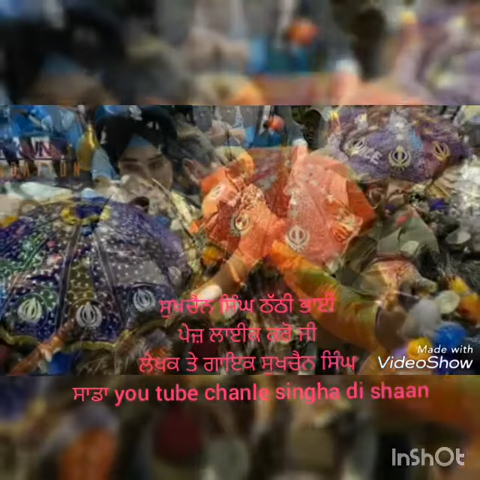 ਸੁਖਚੈਨ ਸਿੰਘ ਠੱਠੀ ਭਾਈ
ਪੇਜ਼ ਲਾਈਕ ਕਰੋ ਜੀ
ਲੇਖਕ ਤੇ ਗਾਇਕ ਸਖਚੈਨ ਸਿੰਘ
Made with
VideoShow
ਸਾਡਾ you tube chanle singha di shaan
InShOt